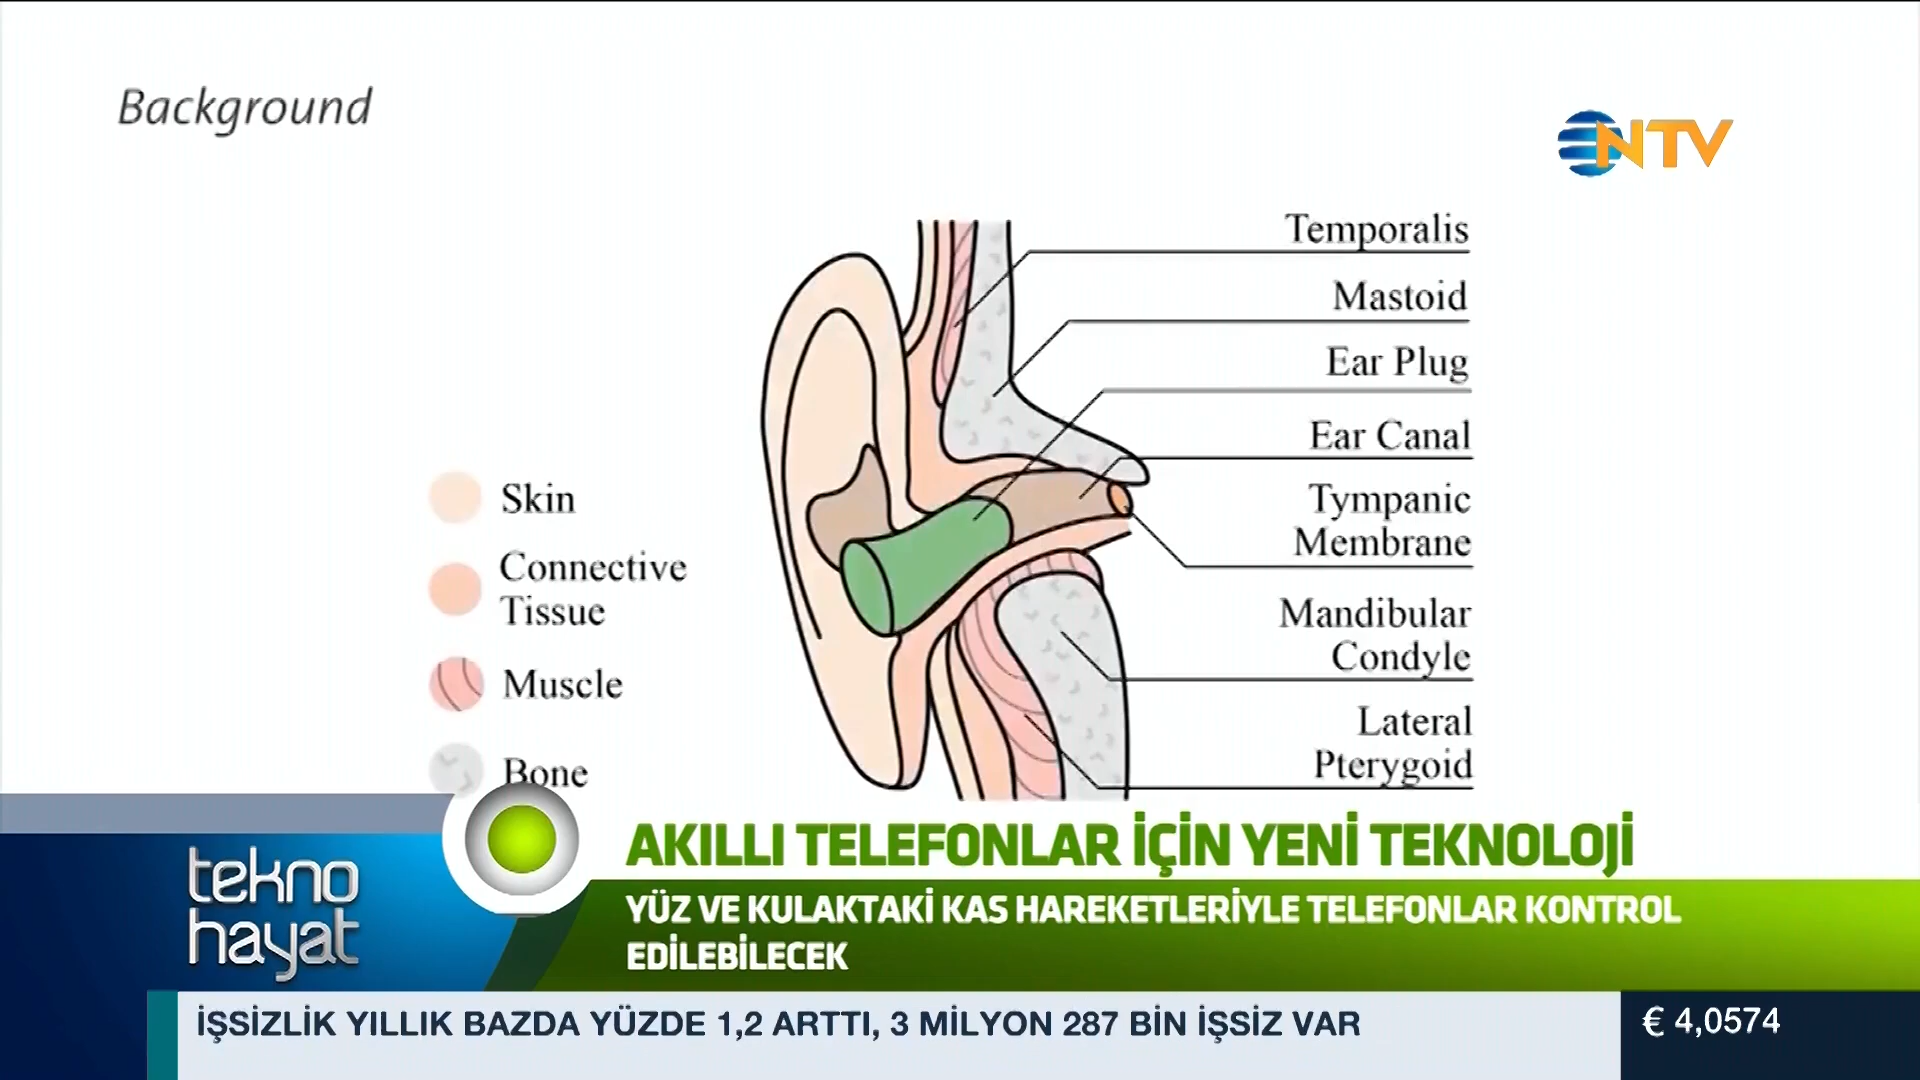 Background
NTV
Temporalis
Mastoid
Ear Plug
Ear Canal
Tympanic
Membrane
Mandibular
Condyle
Lateral
Pterygoid
Skin
Connective
Tissue
Muscle
Bone
tekno
hayat
AKILLI TELEFONLAR İÇİN YENİ TEKNOLOJİ
YÜZ VE KULAKTAKİ KAS HAREKETLERİYLE TELEFONLAR KONTROL
EDİLEBİLECEK
İŞSİZLİK YILLIK BAZDA YÜZDE 1,2 ARTTI, 3 MİLYON 287 BİN İŞSİZ VAR
€ 4,0574